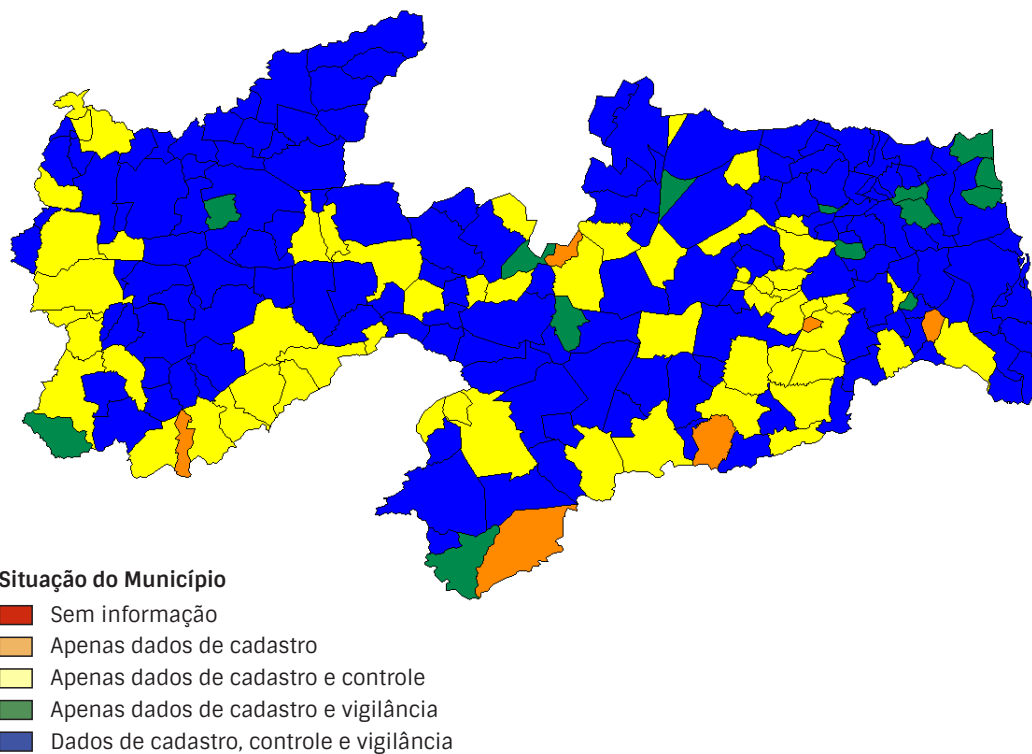 Situação do Município
Sem informação
Apenas dados de cadastro
Apenas dados de cadastro e controle
Apenas dados de cadastro e vigilância
Dados de cadastro, controle e vigilância